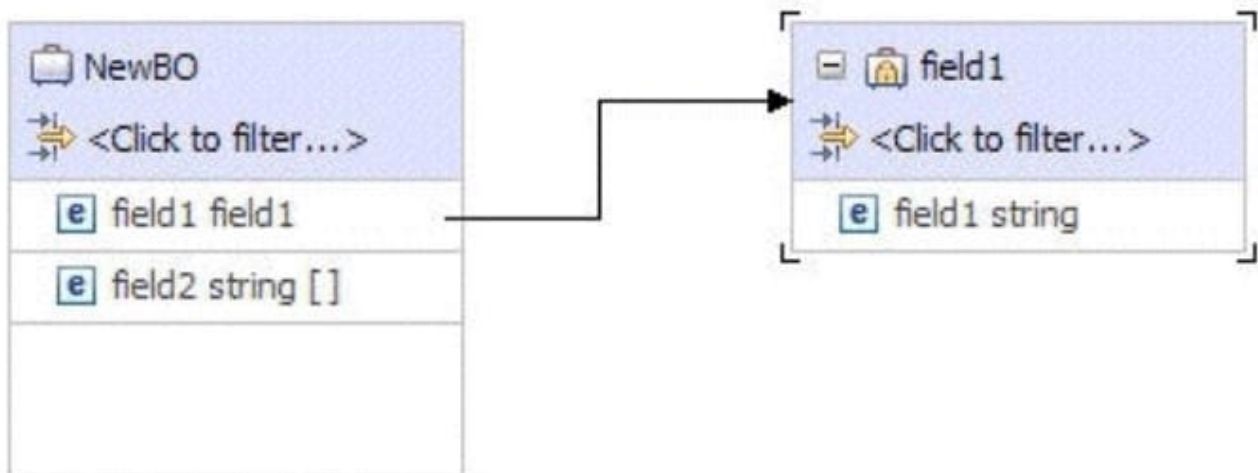 NewBO
<Click to filter...>
e field1 field1
e field2 string []
field1
<Click to filter...>
e field1 string